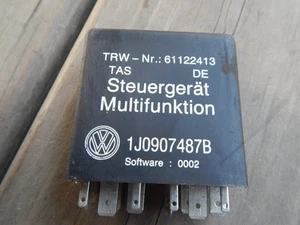 TRW - Nr.: 61122413
TAS DE
Steuergerät
Multifunktion
1J0907487B
Software : 0002